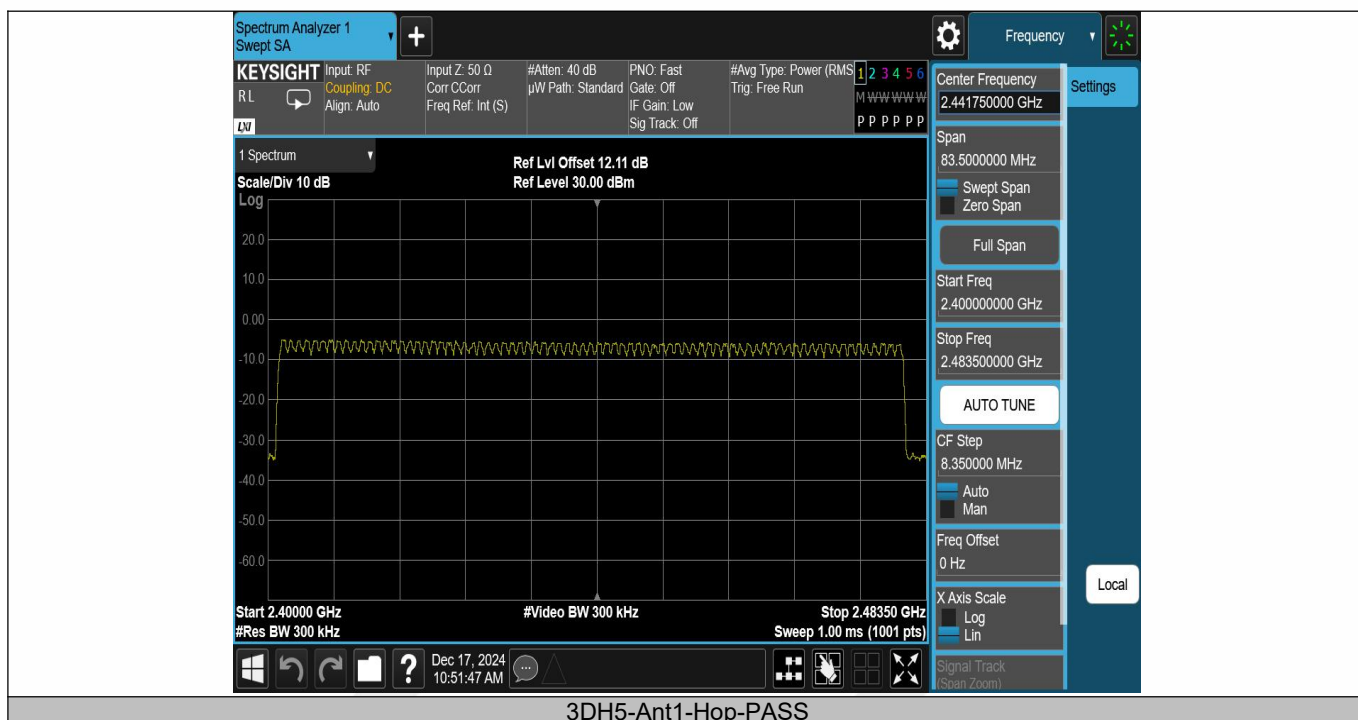 Spectrum Analyzer 1
Swept SA
Frequency
KEYSIGHT
R L
LXI
Input: RF
Coupling: DC
Align: Auto
Input Z: 50 Ω
Corr CCorr
Freq Ref: Int (S)
#Atten: 40 dB
µW Path: Standard
PNO: Fast
Gate: Off
IF Gain: Low
Sig Track: Off
#Avg Type: Power (RMS
Trig: Free Run
1 2 3 4 5 6
M W W W W W
P P P P P P
1 Spectrum
Scale/Div 10 dB
Log
Ref Lvl Offset 12.11 dB
Ref Level 30.00 dBm
20.0
10.0
0.00
-10.0
-20.0
-30.0
-40.0
-50.0
-60.0
Start 2.40000 GHz
#Res BW 300 kHz
#Video BW 300 kHz
Stop 2.48350 GHz
Sweep 1.00 ms (1001 pts)
Center Frequency
2.441750000 GHz
Settings
Span
83.5000000 MHz
Swept Span
Zero Span
Full Span
Start Freq
2.400000000 GHz
Stop Freq
2.483500000 GHz
AUTO TUNE
CF Step
8.350000 MHz
Auto
Man
Freq Offset
0 Hz
X Axis Scale
Log
Lin
Signal Track
(Span Zoom)
Local
?
Dec 17, 2024
10:51:47 AM
3DH5-Ant1-Hop-PASS